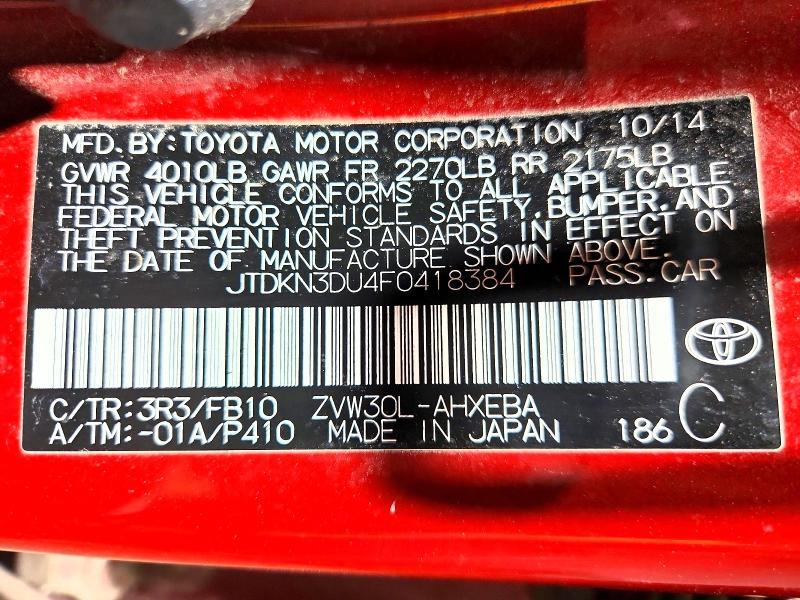 MFD. BY: TOYOTA MOTOR CORPORATION 10/14
GVWR 4010LB GAWR FR 2270LB RR 2175LB
THIS VEHICLE CONFORMS TO ALL APPLICABLE
FEDERAL MOTOR VEHICLE SAFETY, BUMPER, AND
THEFT PREVENTION STANDARDS IN EFFECT ON
THE DATE OF MANUFACTURE SHOWN ABOVE.
JTDKN3DU4F0418384 PASS. CAR
C/TR: 3R3/FB10 ZVW30L-AHXEBA
A/TM: -01A/P410 MADE IN JAPAN 186 C